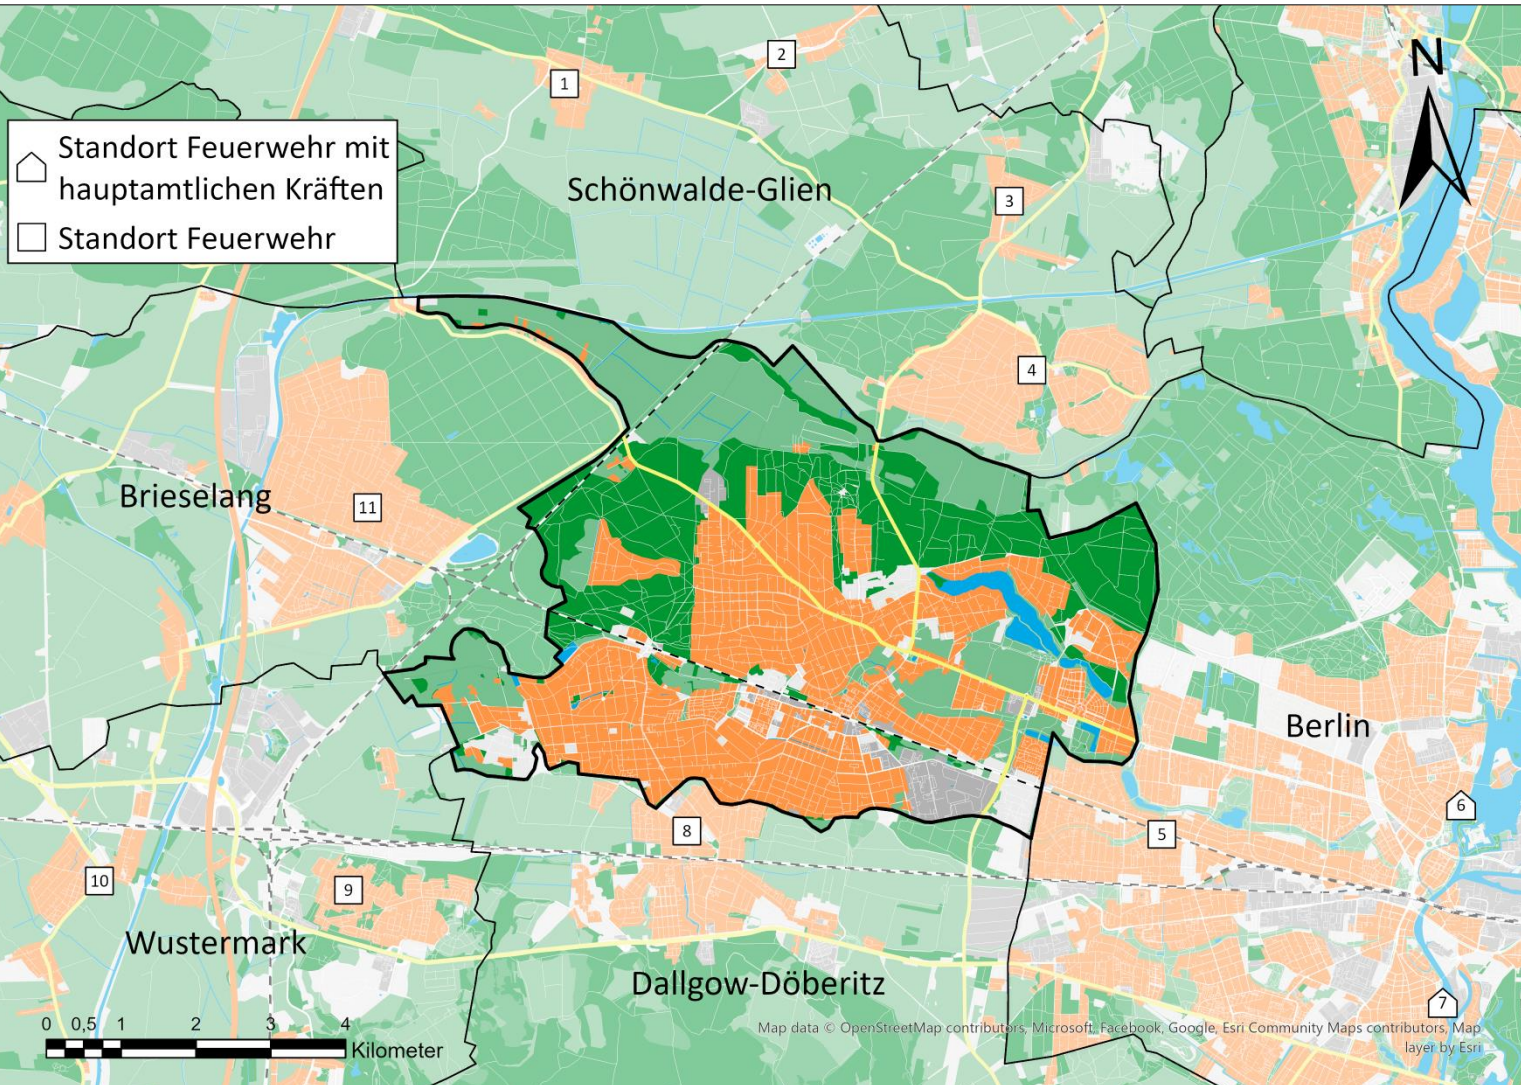 1
2
N
Standort Feuerwehr mit
hauptamtlichen Kräften
Standort Feuerwehr
Schönwalde-Glien
3
4
Brieselang
11
Berlin
6
5
8
10
9
Wustermark
Dallgow-Döberitz
7
0 0,5 1 2 3 4
Kilometer
Map data © OpenStreetMap contributors, Microsoft, Facebook, Google, Esri Community Maps contributors, Map
layer by Esri